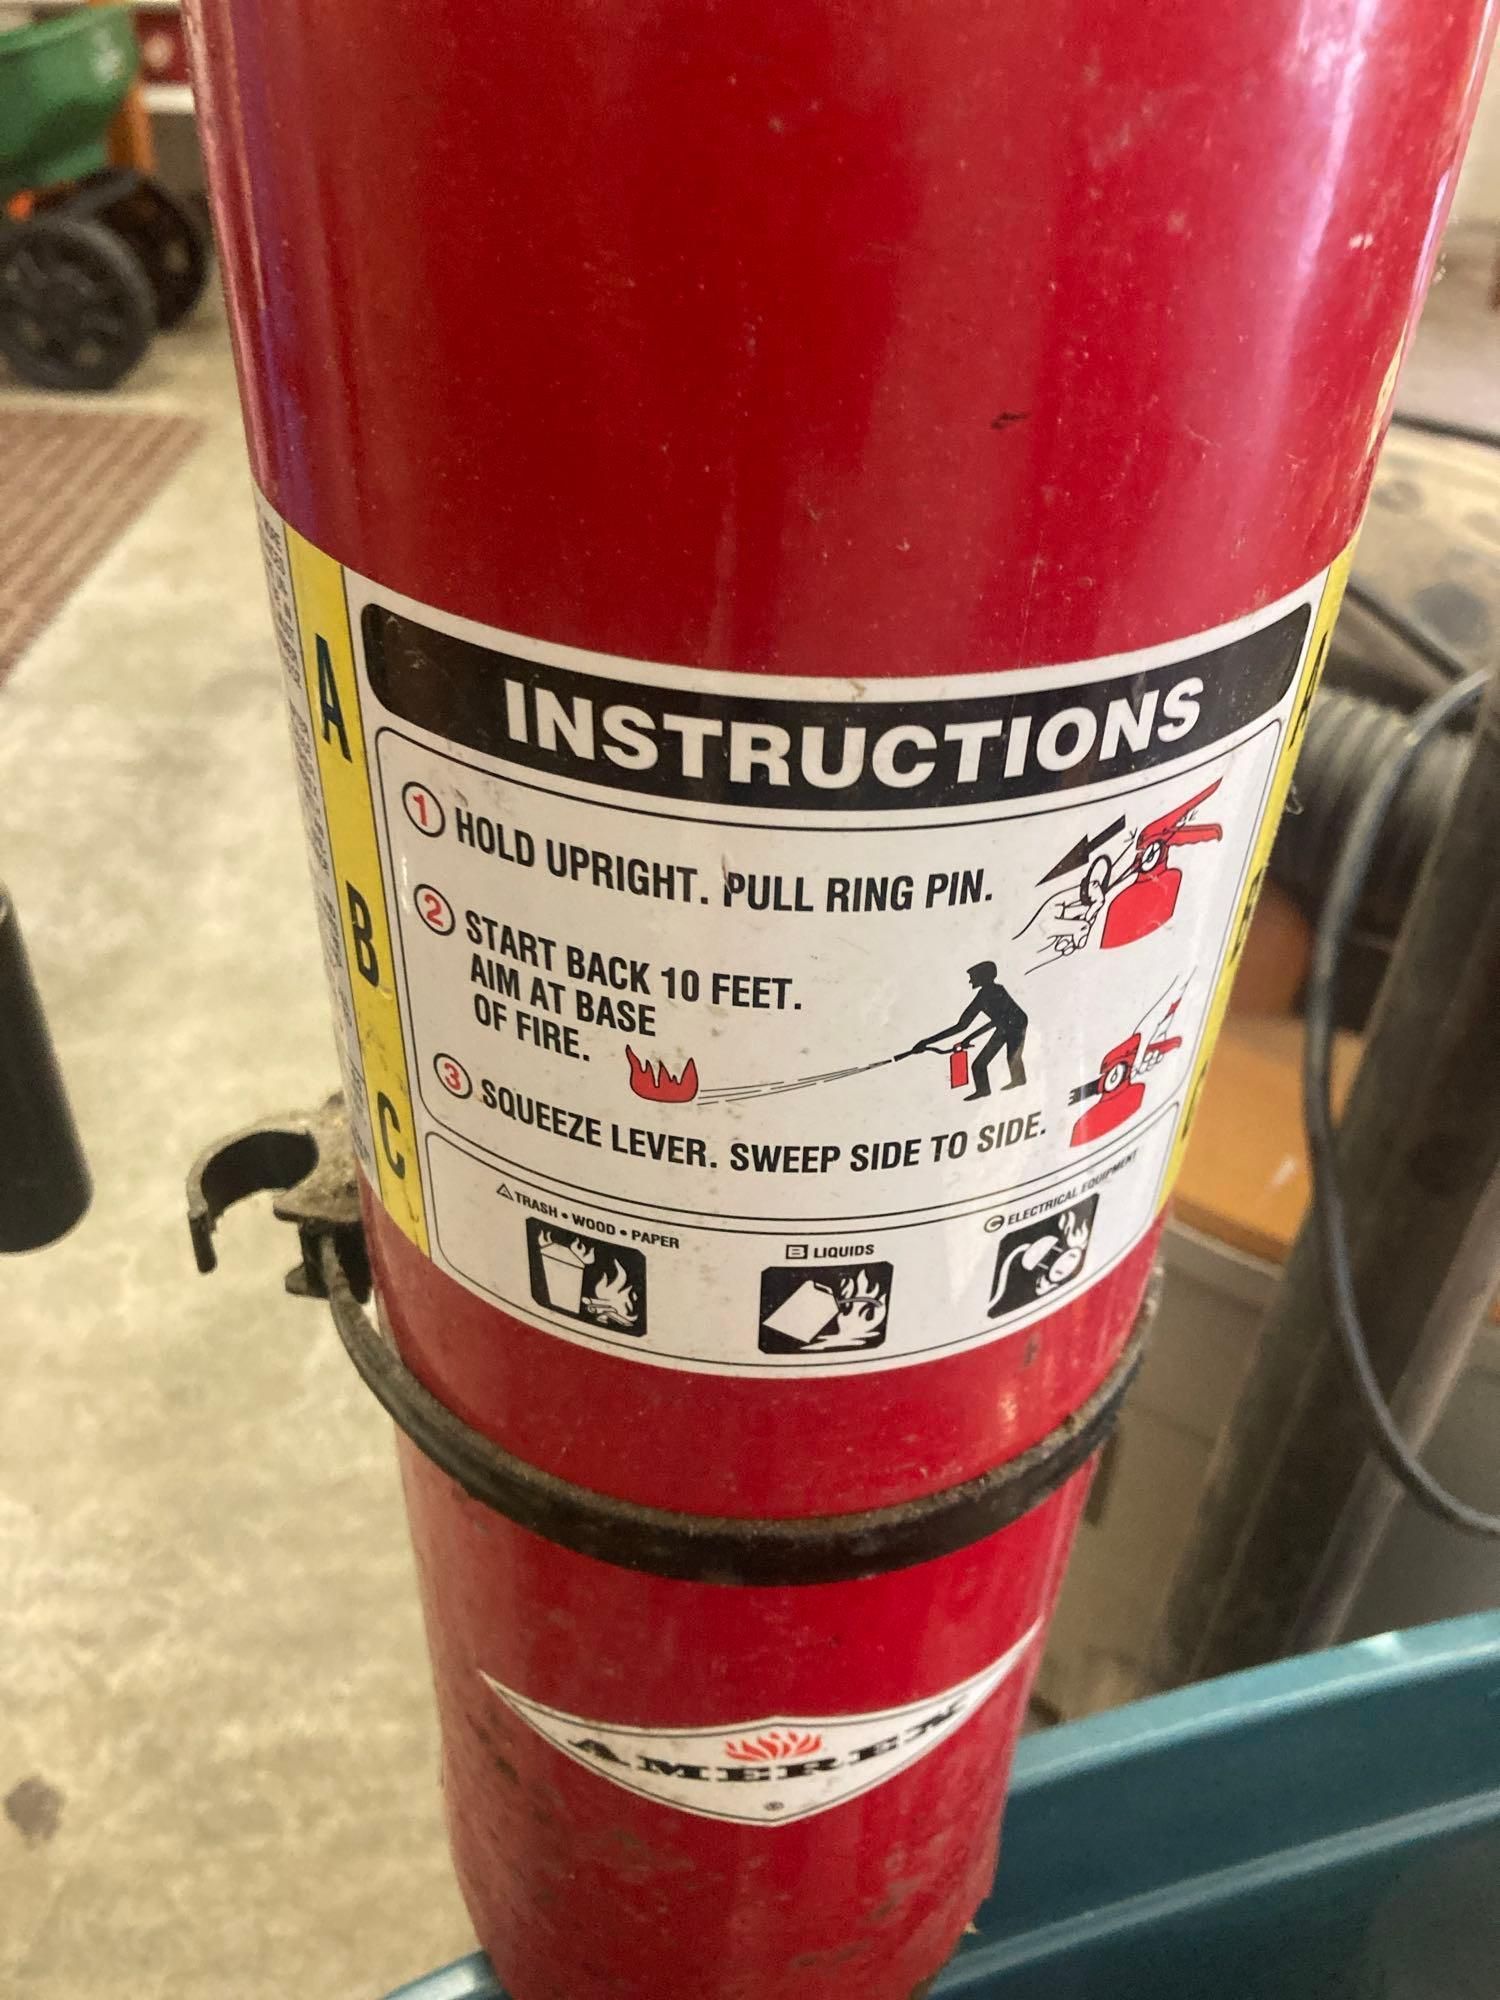 INSTRUCTIONS
1 HOLD UPRIGHT. PULL RING PIN.
2 START BACK 10 FEET.
AIM AT BASE
OF FIRE.
3 SQUEEZE LEVER. SWEEP SIDE TO SIDE.
A TRASH • WOOD • PAPER
B LIQUIDS
C ELECTRICAL EQUIPMENT
A
B
C
A
B
C
AMEREX
®